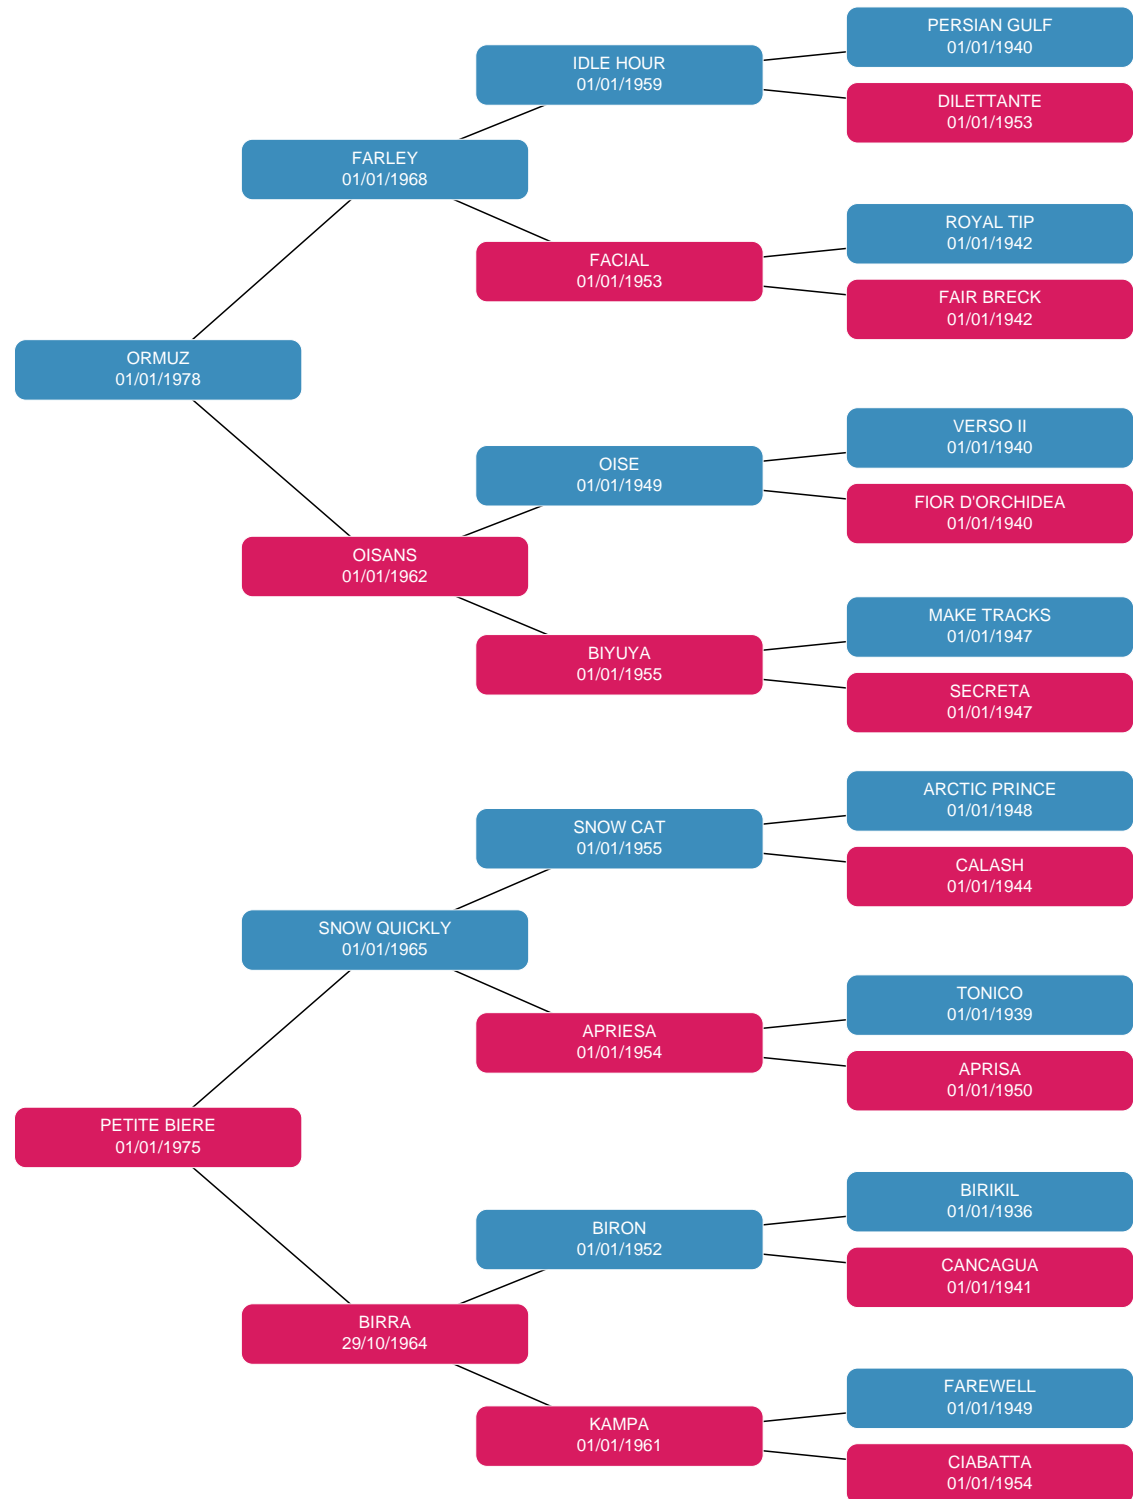 PERSIAN GULF
01/01/1940
IDLE HOUR
01/01/1959
DILETTANTE
01/01/1953
FARLEY
01/01/1968
ROYAL TIP
01/01/1942
FACIAL
01/01/1953
FAIR BRECK
01/01/1942
ORMUZ
01/01/1978
VERSO II
01/01/1940
OISE
01/01/1949
FIOR D'ORCHIDEA
01/01/1940
OISANS
01/01/1962
MAKE TRACKS
01/01/1947
BIYUYA
01/01/1955
SECRETA
01/01/1947
ARCTIC PRINCE
01/01/1948
SNOW CAT
01/01/1955
CALASH
01/01/1944
SNOW QUICKLY
01/01/1965
TONICO
01/01/1939
APRIESA
01/01/1954
APRISA
01/01/1950
PETITE BIERE
01/01/1975
BIRIKIL
01/01/1936
BIRON
01/01/1952
CANCAGUA
01/01/1941
BIRRA
29/10/1964
FAREWELL
01/01/1949
KAMPA
01/01/1961
CIABATTA
01/01/1954